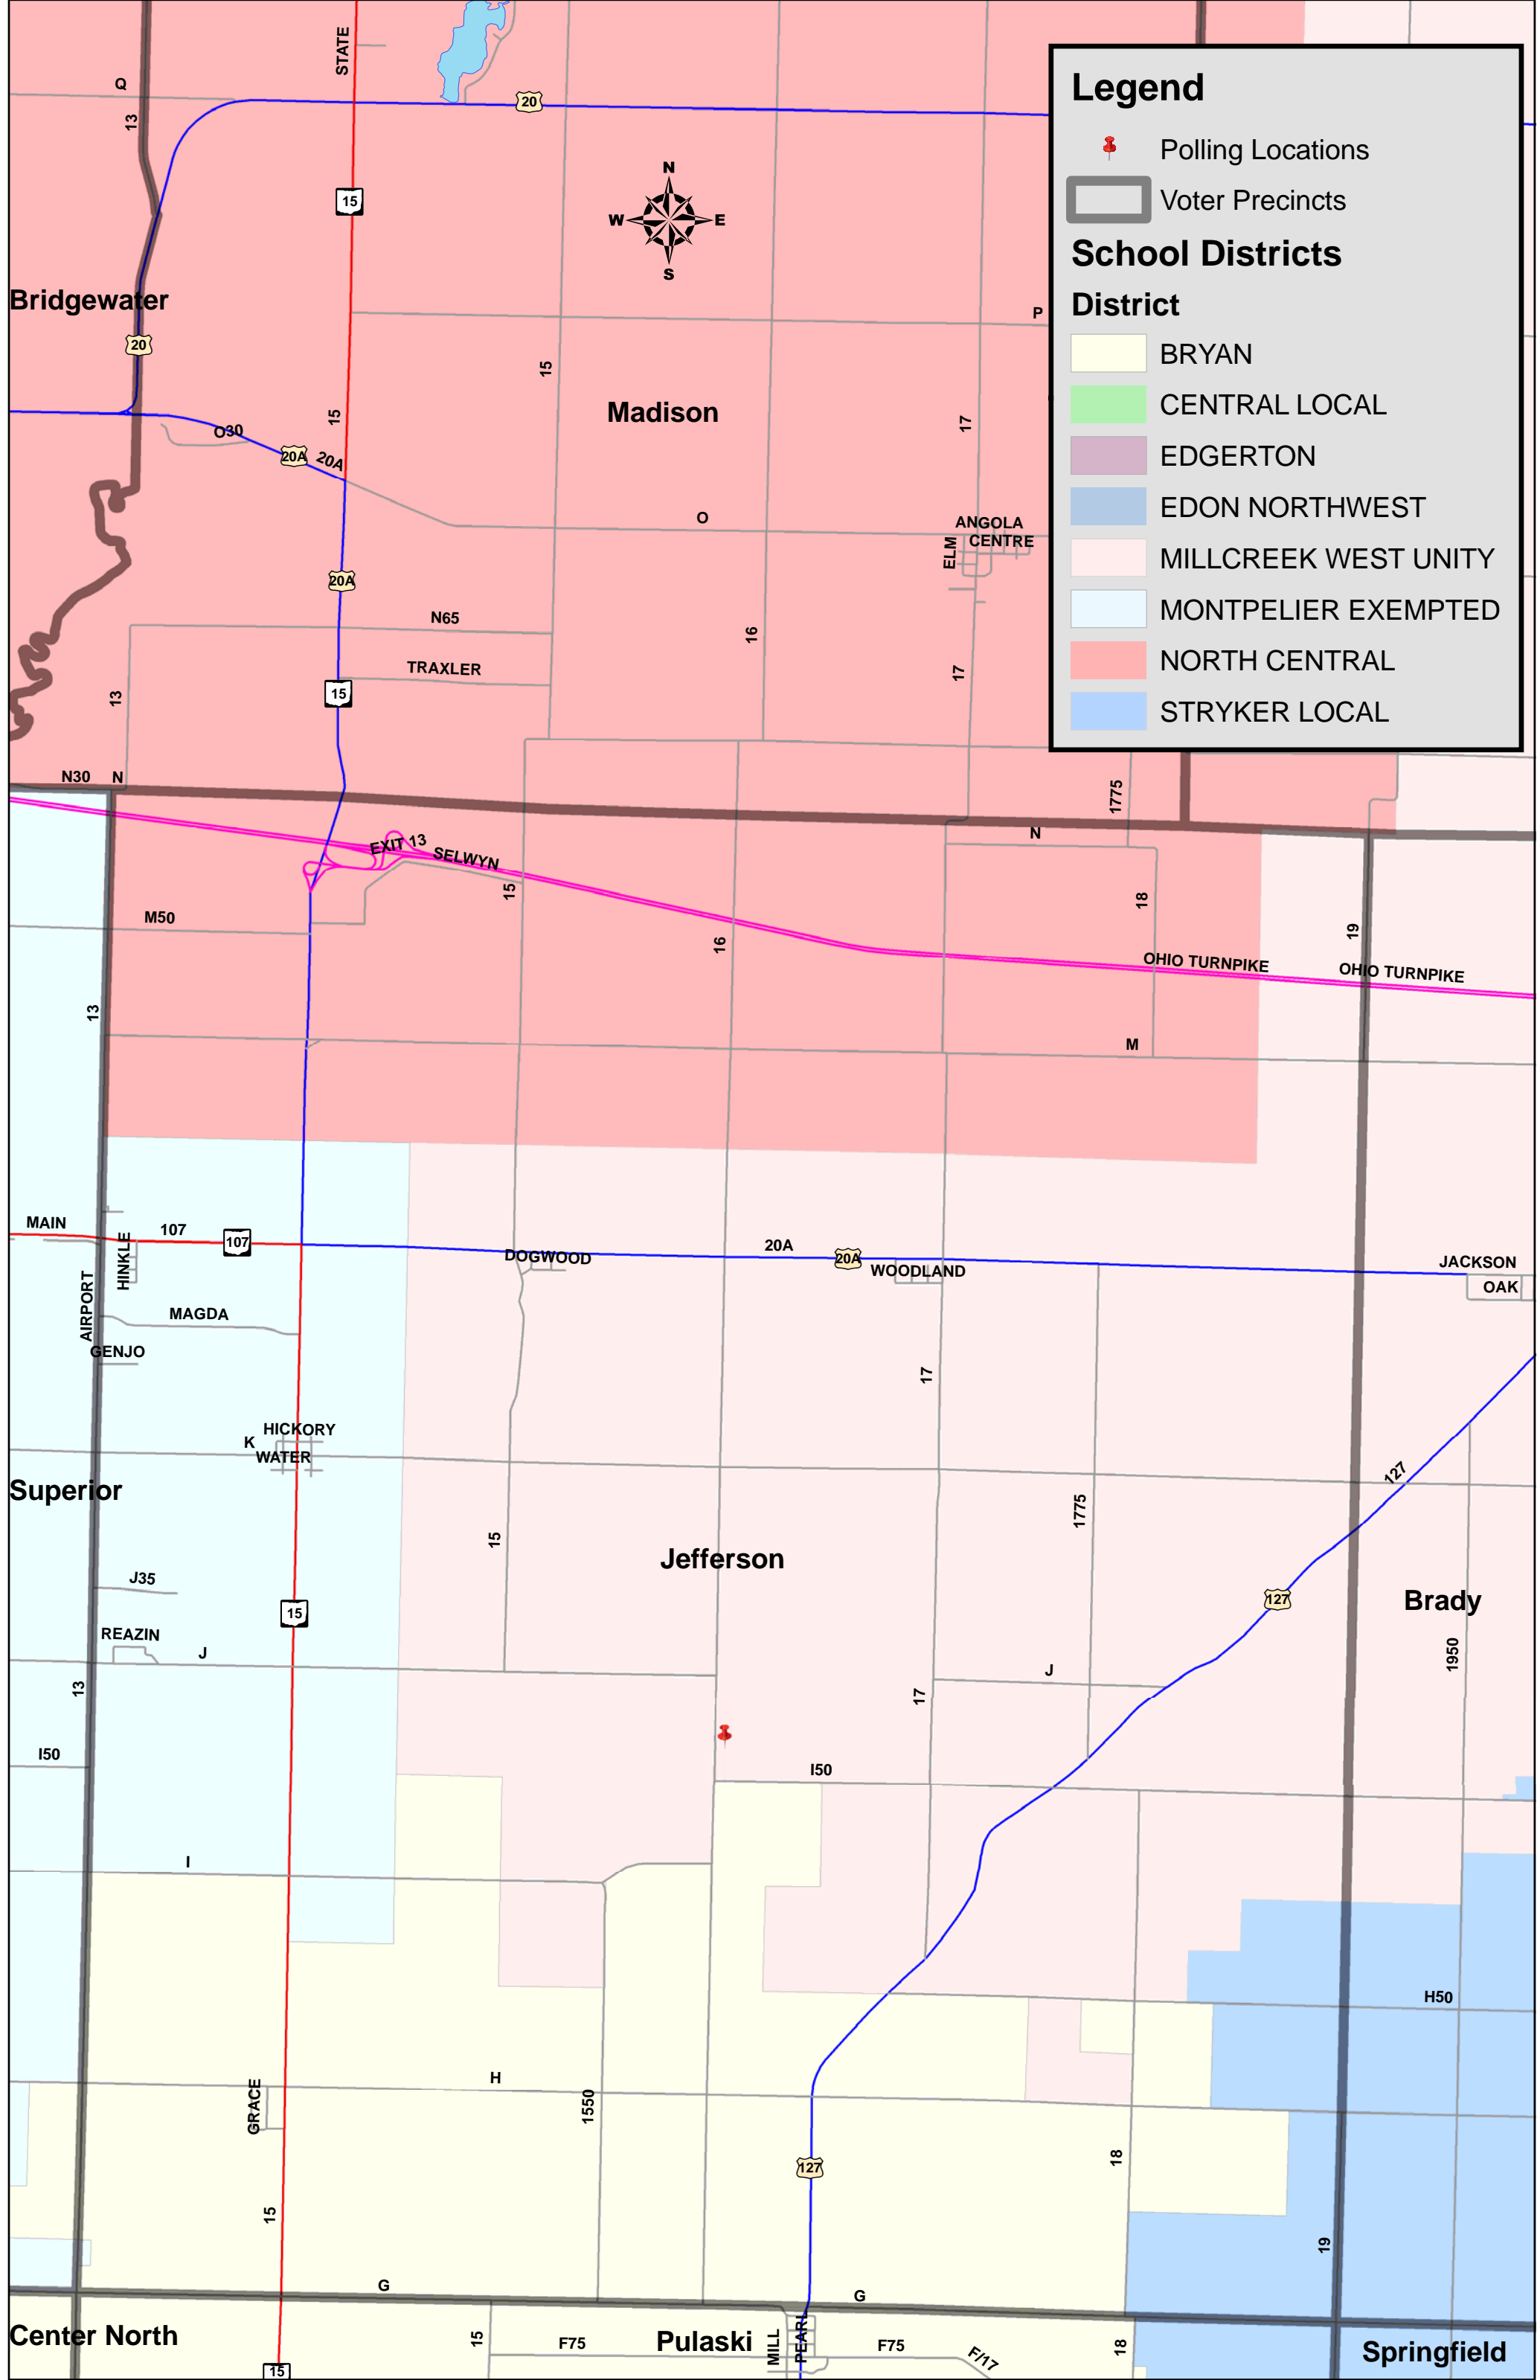 STATE
Q
13
20
15
N
W E
S
Bridgewater
20
P
15
15
Madison
17
O30
20A
20A
O
ANGOLA
CENTRE
ELM
20A
N65
16
TRAXLER
17
13
15
N30
N
1775
N
EXIT 13
SELWYN
15
18
M50
16
19
OHIO TURNPIKE
OHIO TURNPIKE
13
M
MAIN
107
107
HINKLE
DOGWOOD
20A
20A
WOODLAND
JACKSON
OAK
AIRPORT
MAGDA
GENJO
17
HICKORY
K
WATER
127
Superior
1775
15
Jefferson
J35
15
127
Brady
REAZIN
J
J
1950
13
17
I50
I50
I
H50
H
GRACE
1550
127
18
15
19
G
G
Center North
15
F75
Pulaski
MILL
PEARL
F75
F/17
18
Springfield
15
Legend
Polling Locations
Voter Precincts
School Districts
District
BRYAN
CENTRAL LOCAL
EDGERTON
EDON NORTHWEST
MILLCREEK WEST UNITY
MONTPELIER EXEMPTED
NORTH CENTRAL
STRYKER LOCAL